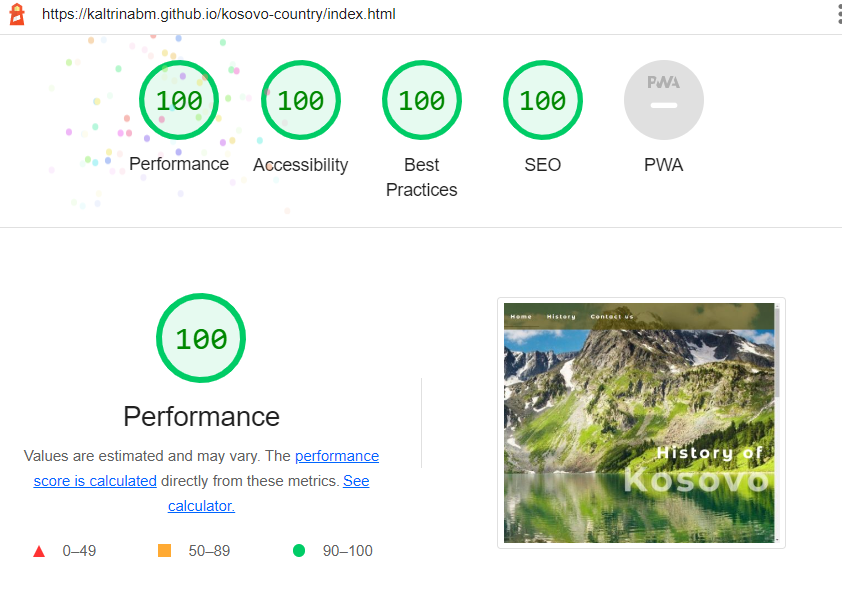 https://kaltrinabm.github.io/kosovo-country/index.html
100 100 100 100 PWA
Performance Accessibility Best Practices SEO PWA
100
Performance
Values are estimated and may vary. The performance
score is calculated directly from these metrics. See
calculator.
0–49 50–89 90–100
Home History Contact us
History of
Kosovo